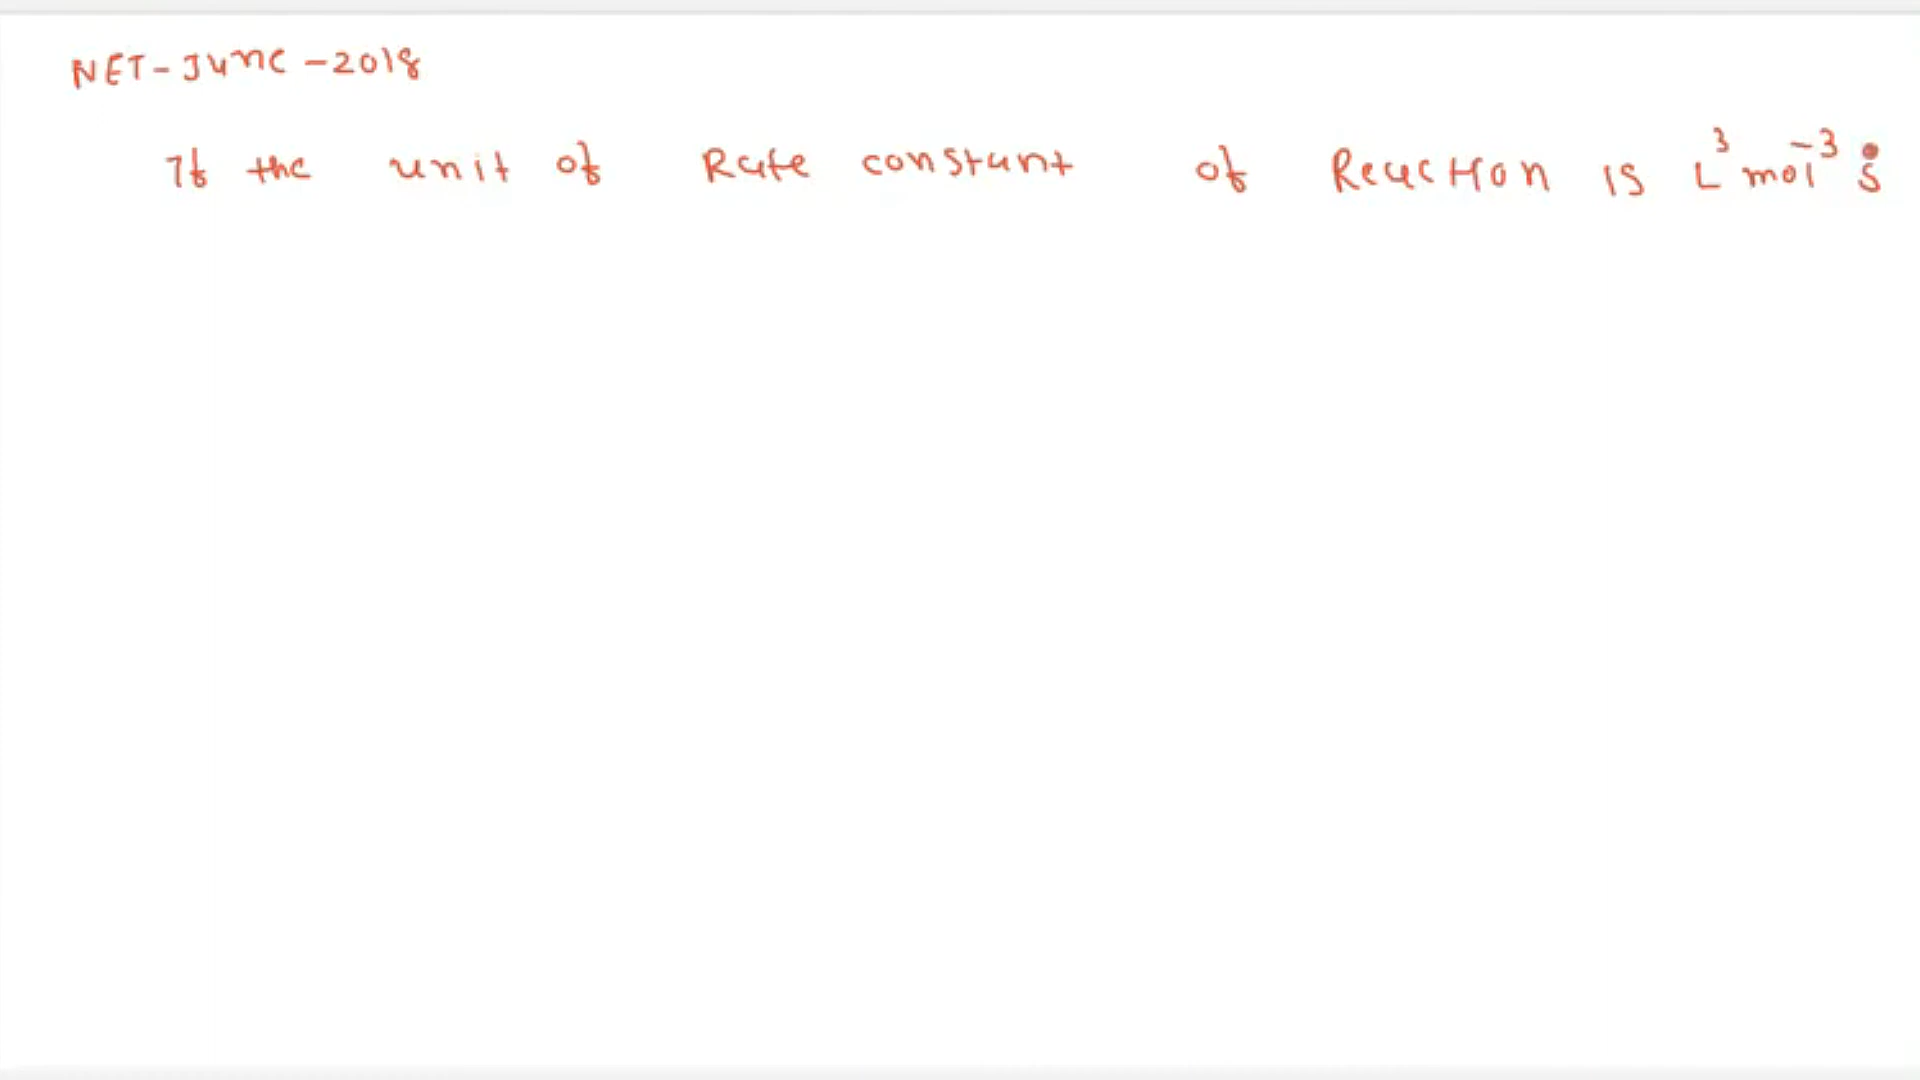 NET-June-2018
If the unit of Rate constant of Reaction is L³ mol⁻³ s